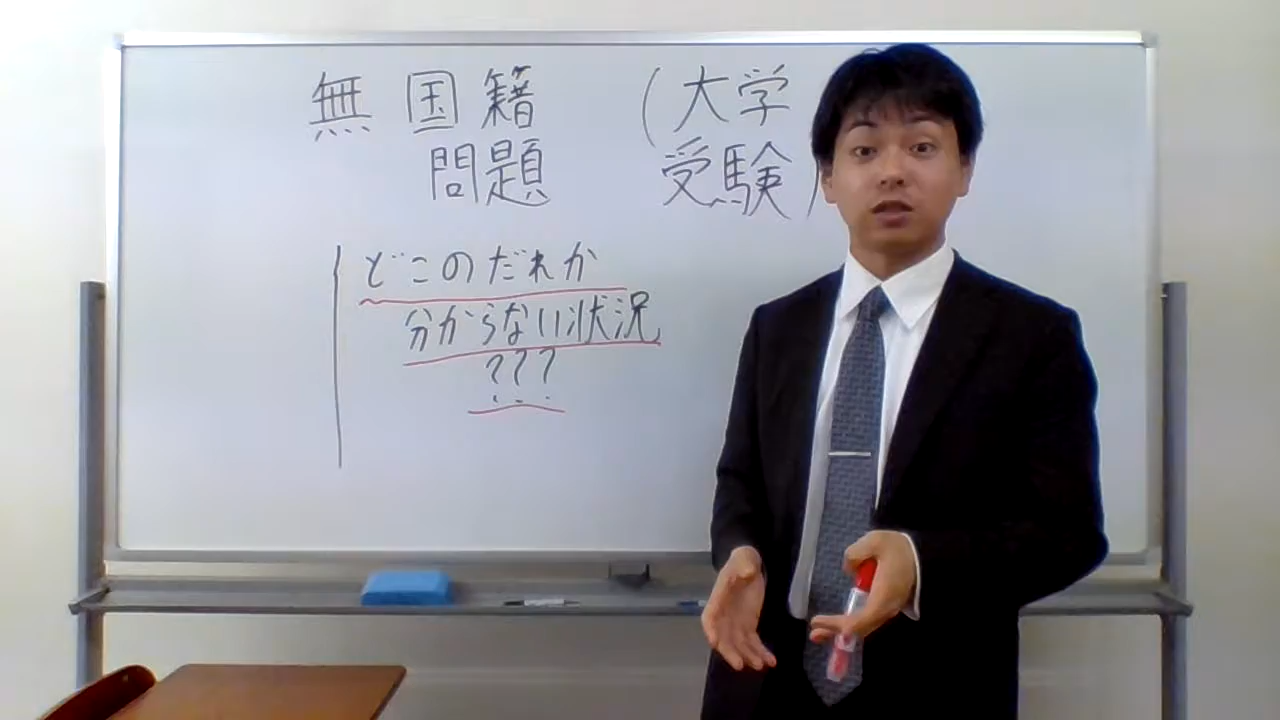 無国籍 (大学
問題 受験)
どこのだれか
分からない状況
???